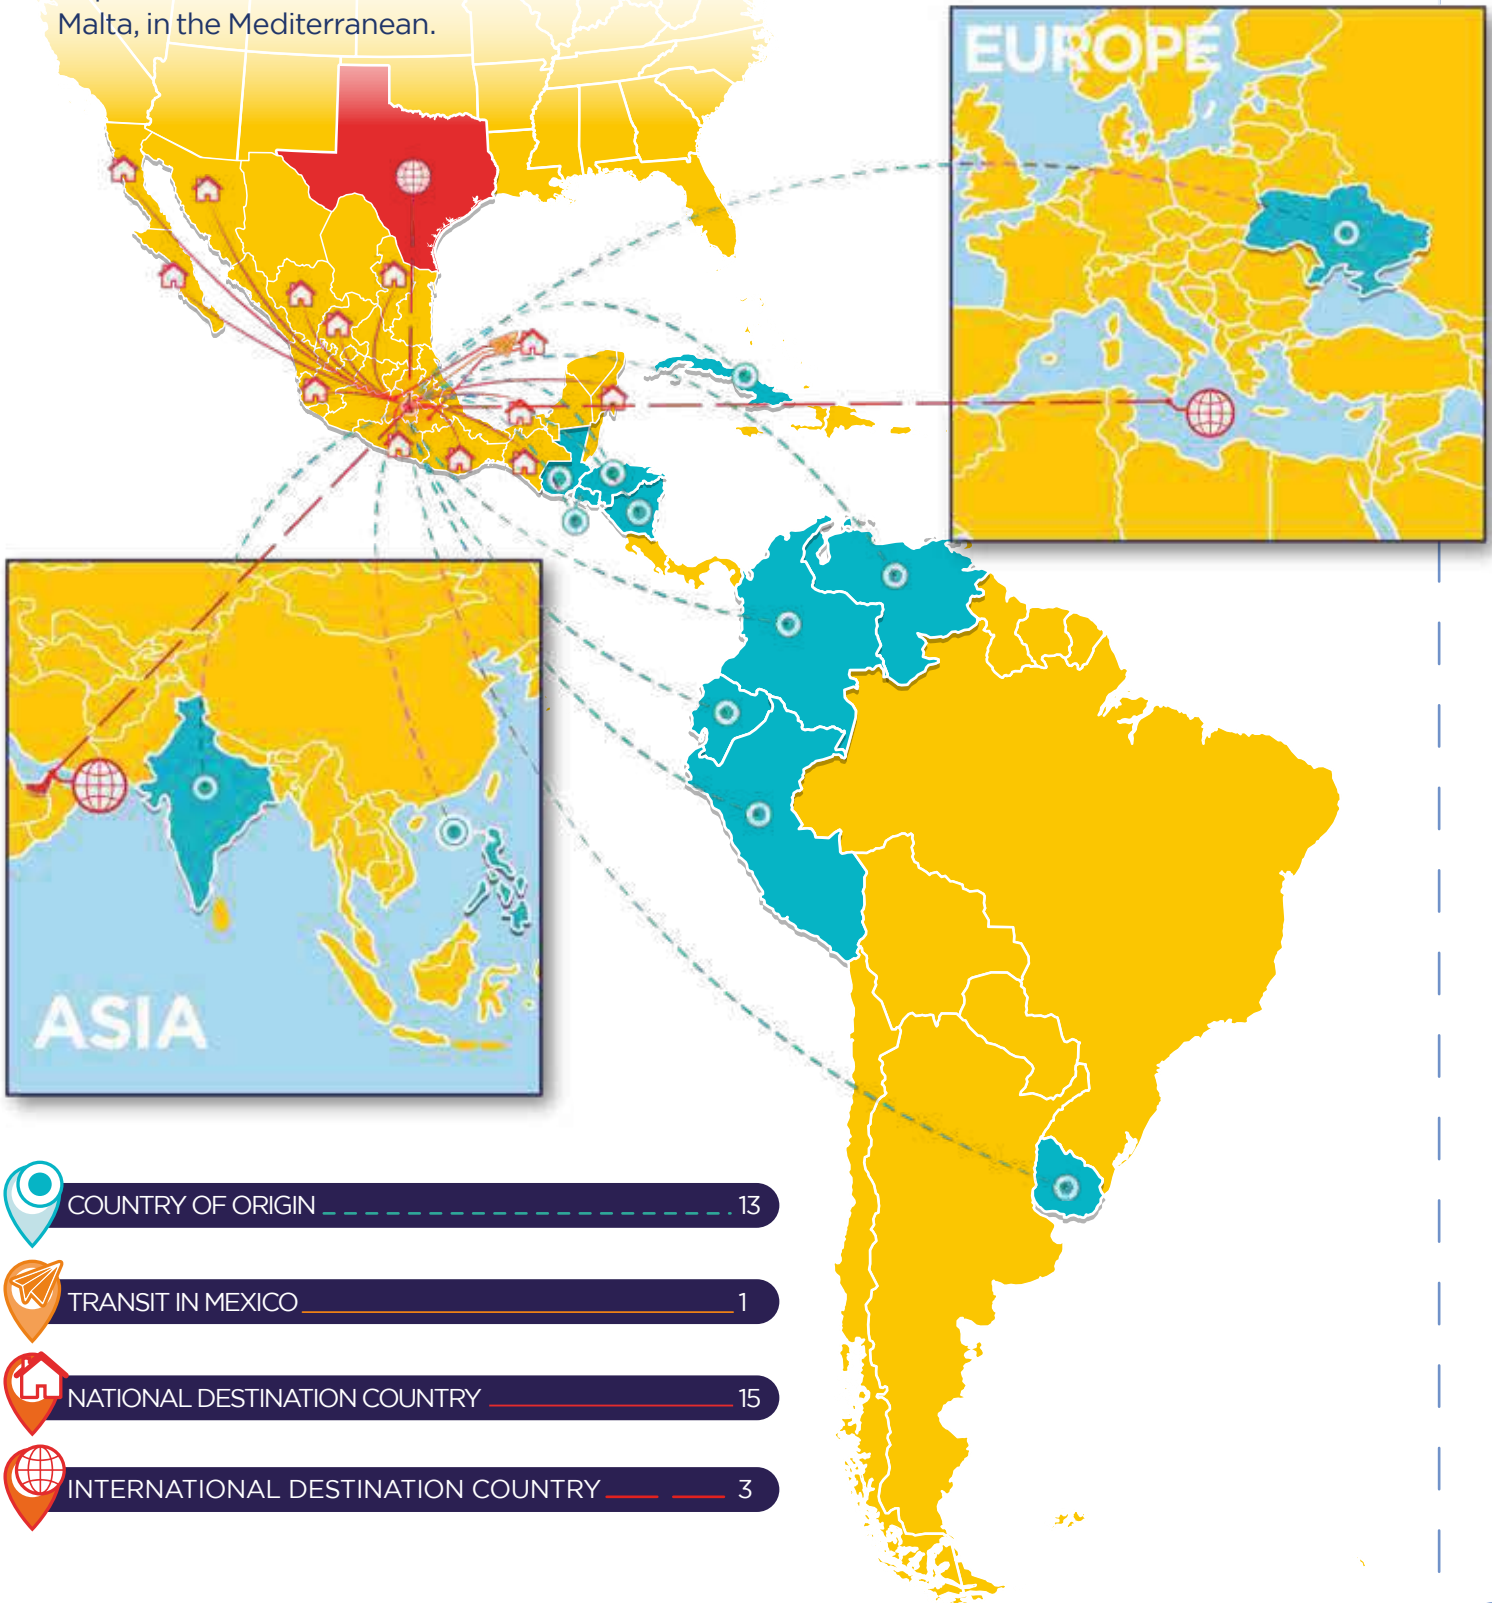 Malta, in the Mediterranean.
EUROPE
ASIA
COUNTRY OF ORIGIN 13
TRANSIT IN MEXICO 1
NATIONAL DESTINATION COUNTRY 15
INTERNATIONAL DESTINATION COUNTRY 3